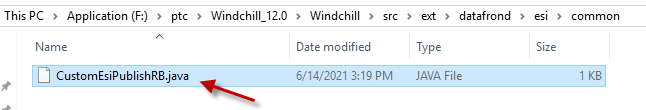 This PC > Application (F:) > ptc > Windchill_12.0 > Windchill > src > ext > datafrond > esi > common
Name Date modified Type Size
CustomEsiPublishRB.java 6/14/2021 3:19 PM JAVA File 1 KB